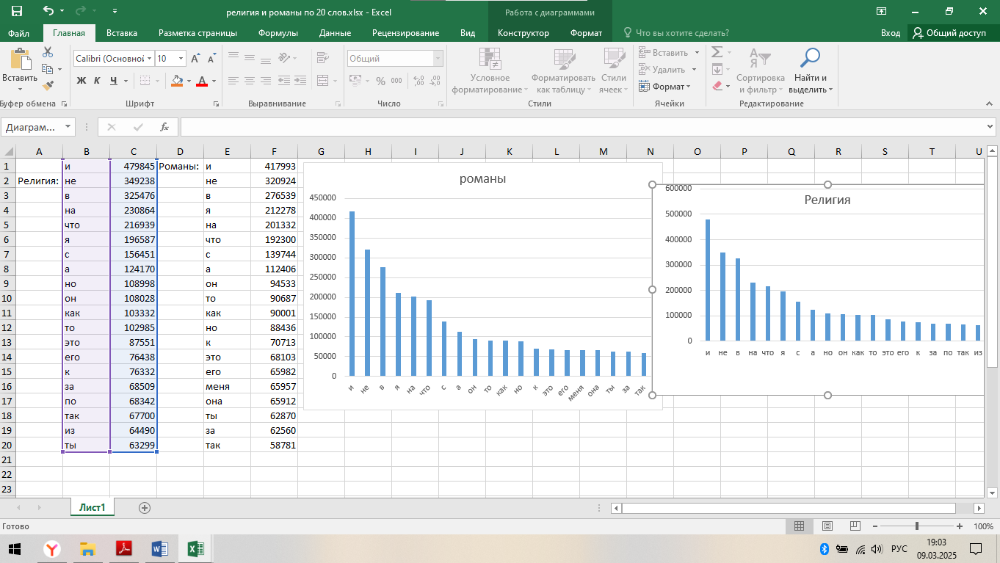 религия и романы по 20 слов.xlsx - Excel
Работа с диаграммами
Файл Главная Вставка Разметка страницы Формулы Данные Рецензирование Вид Конструктор Формат Что вы хотите сделать? Вход Общий доступ
Вставить
Calibri (Основної 10
Ж К Ч
Общий
% 000
Условное форматирование
Форматировать как таблицу
Стили ячеек
Вставить
Удалить
Формат
Сортировка и фильтр
Найти и выделить
Буфер обмена Шрифт Выравнивание Число Стили Ячейки Редактирование
Диаграм... fx
A B C D E F G H I J K L M N O P Q R S T U
1 и 479845 Романы: и 417993
2 Религия: не 349238 не 320924
3 в 325476 в 276539
4 на 230864 я 212278
5 что 216939 на 201332
6 я 196587 что 192300
7 с 156451 с 139744
8 а 124170 а 112406
9 но 108998 он 94533
10 он 108028 то 90687
11 как 103332 как 90001
12 то 102985 но 88436
13 это 87551 к 70713
14 его 76438 это 68103
15 к 76332 его 65982
16 за 68509 меня 65957
17 по 68342 она 65912
18 так 67700 ты 62870
19 из 64490 за 62560
20 ты 63299 так 58781
21
22
23
романы
450000
400000
350000
300000
250000
200000
150000
100000
50000
0
и не в я на что с а он то как но к это его меня она ты за так
Религия
600000
500000
400000
300000
200000
100000
0
и не в на что я с а но он как то это его к за по так из
Лист1
Готово 100%
РУС
19:03
09.03.2025